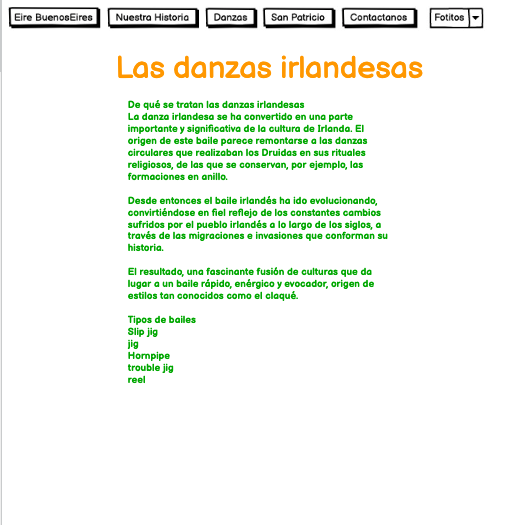 Eire BuenosEires
Nuestra Historia
Danzas
San Patricio
Contactanos
Fotitos
Las danzas irlandesas
De qué se tratan las danzas irlandesas
La danza irlandesa se ha convertido en una parte
importante y significativa de la cultura de Irlanda. El
origen de este baile parece remontarse a las danzas
circulares que realizaban los Druidas en sus rituales
religiosos, de las que se conservan, por ejemplo, las
formaciones en anillo.
Desde entonces el baile irlandés ha ido evolucionando,
convirtiéndose en fiel reflejo de los constantes cambios
sufridos por el pueblo irlandés a lo largo de los siglos, a
través de las migraciones e invasiones que conforman su
historia.
El resultado, una fascinante fusión de culturas que da
lugar a un baile rápido, enérgico y evocador, origen de
estilos tan conocidos como el claqué.
Tipos de bailes
Slip jig
jig
Hornpipe
trouble jig
reel